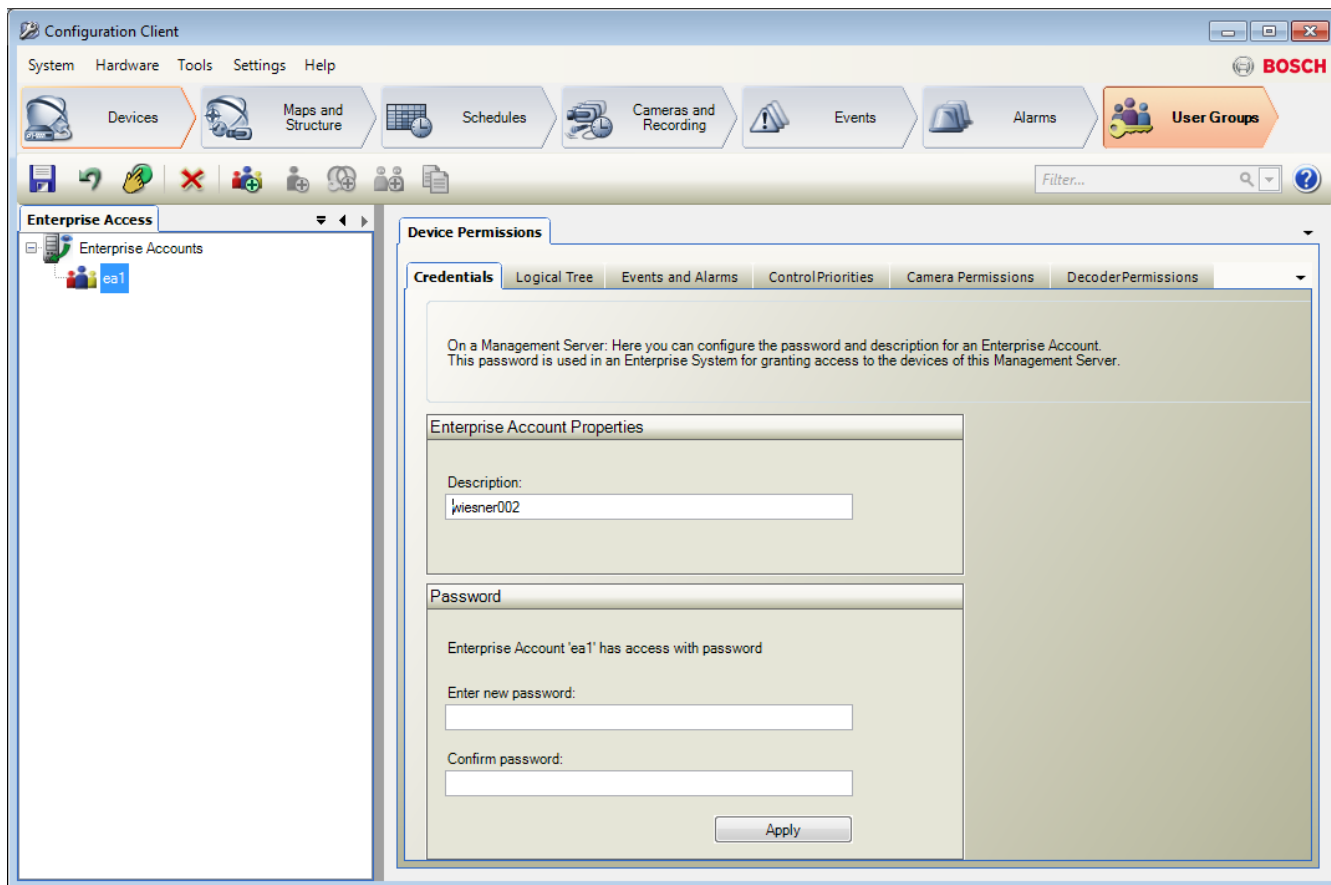 Configuration Client
System Hardware Tools Settings Help
BOSCH
Devices
Maps and
Structure
Schedules
Cameras and
Recording
Events
Alarms
User Groups
Filter...
Enterprise Access
Enterprise Accounts
ea1
Device Permissions
Credentials Logical Tree Events and Alarms ControlPriorities Camera Permissions DecoderPermissions
On a Management Server: Here you can configure the password and description for an Enterprise Account.
This password is used in an Enterprise System for granting access to the devices of this Management Server.
Enterprise Account Properties
Description:
wiesner002
Password
Enterprise Account 'ea1' has access with password
Enter new password:
Confirm password:
Apply